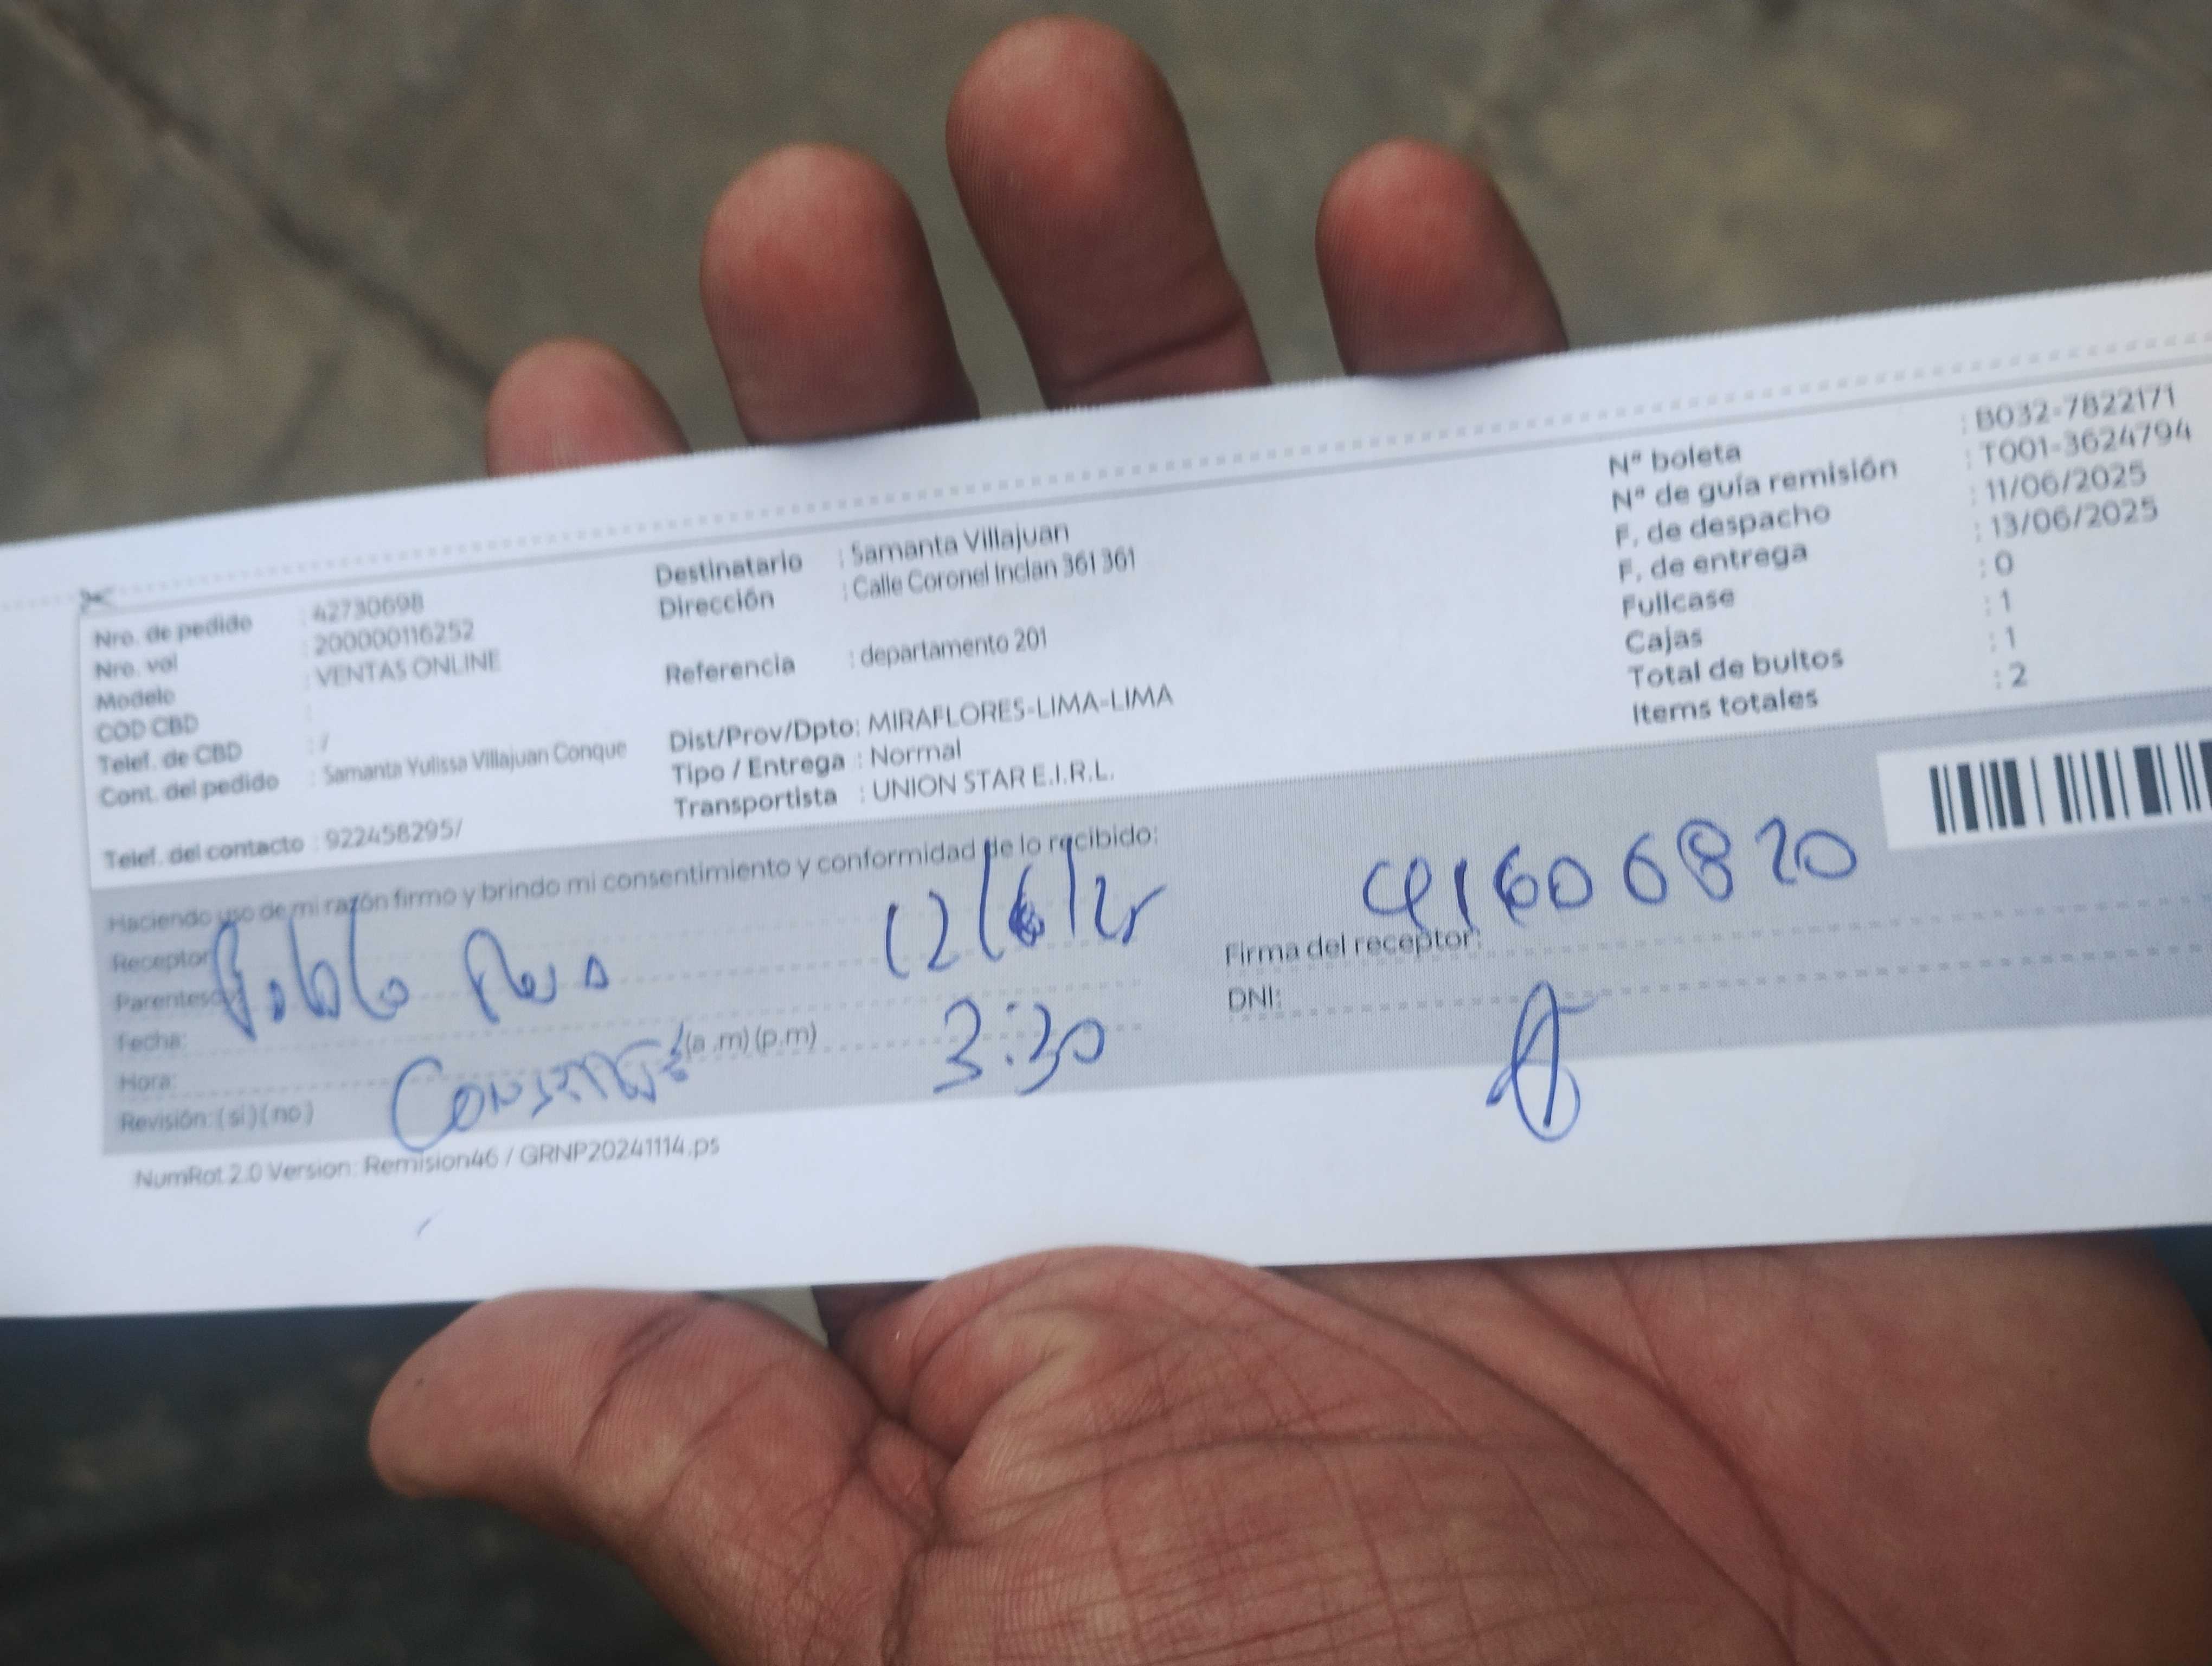 Nro. de pedido : 42730698
Nro. vol : 200000116252
Modelo : VENTAS ONLINE
COD CBD :
Telef. de CBD : /
Cont. del pedido : Samanta Yulissa Villajuan Conque
Telef. del contacto : 922458295/
Destinatario : Samanta Villajuan
Dirección : Calle Coronel Inclan 361 361
Referencia : departamento 201
Dist/Prov/Dpto: MIRAFLORES-LIMA-LIMA
Tipo / Entrega : Normal
Transportista : UNION STAR E.I.R.L.
N° boleta : B032-7822171
N° de guía remisión : T001-3624794
F. de despacho : 11/06/2025
F. de entrega : 13/06/2025
Fullcase : 0
Cajas : 1
Total de bultos : 1
Items totales : 2
Haciendo uso de mi razón firmo y brindo mi consentimiento y conformidad de lo recibido:
Receptor
Parentesco
Pablo
Fecha:
Hora: (a.m) (p.m)
Revisión: (si) (no)
12/6/25
3:30
41606820
Firma del receptor:
DNI:
NumRot 2.0 Version: Remision46 / GRNP20241114.ps